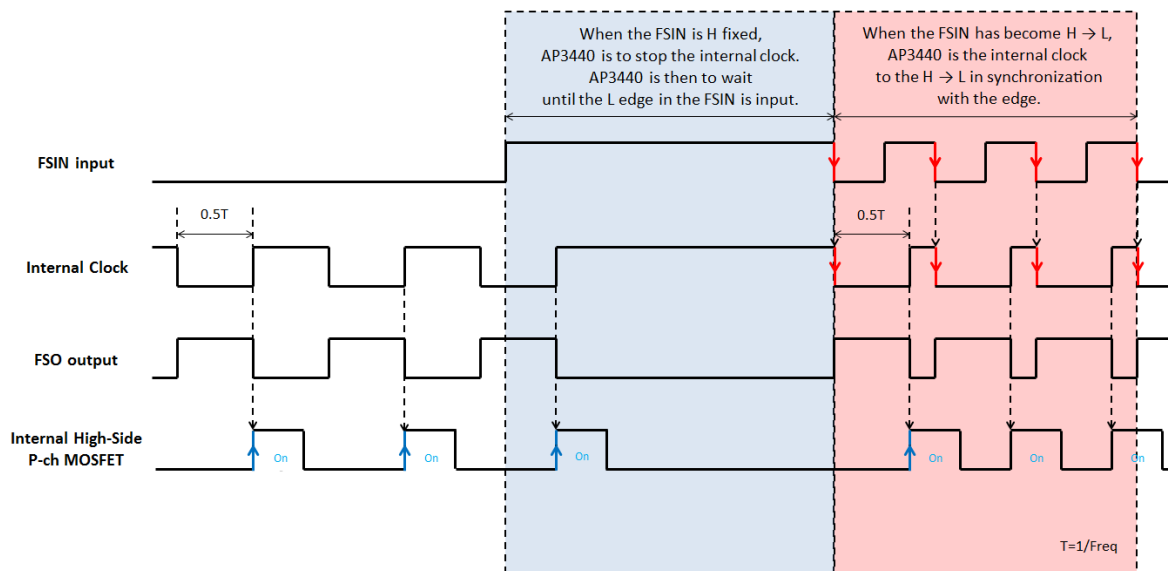 When the FSIN is H fixed,
AP3440 is to stop the internal clock.
AP3440 is then to wait
until the L edge in the FSIN is input.
When the FSIN has become H → L,
AP3440 is the internal clock
to the H → L in synchronization
with the edge.
FSIN input
0.5T
0.5T
Internal Clock
FSO output
Internal High-Side
P-ch MOSFET
On
On
On
On
On
On
T=1/Freq